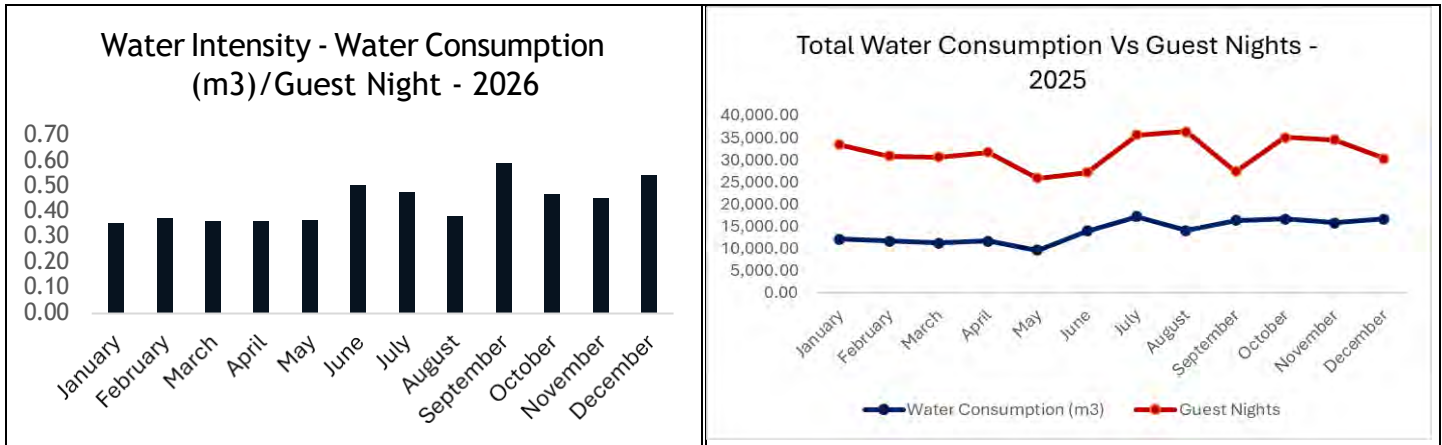 Water Intensity - Water Consumption
(m3)/Guest Night - 2026
0.70
0.60
0.50
0.40
0.30
0.20
0.10
0.00
January
February
March
April
May
June
July
August
September
October
November
December
Total Water Consumption Vs Guest Nights -
2025
40,000.00
35,000.00
30,000.00
25,000.00
20,000.00
15,000.00
10,000.00
5,000.00
0.00
January
February
March
April
May
June
July
August
September
October
November
December
Water Consumption (m3)
Guest Nights